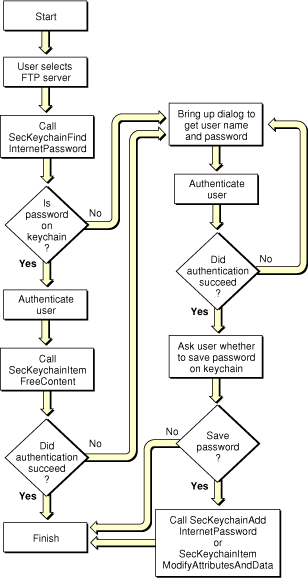 Start
User selects
FTP server
Call
SecKeychainFind
InternetPassword
Is
password
on
keychain
?
No
Yes
Authenticate
user
Call
SecKeychainItem
FreeContent
Did
authentication
succeed
?
No
Yes
Finish
Bring up dialog to
get user name
and password
Authenticate
user
Did
authentication
succeed ?
No
Yes
Ask user whether
to save password
on keychain
Save
password
?
No
Yes
Call SecKeychainAdd
InternetPassword
or
SecKeychainItem
ModifyAttributesAndData